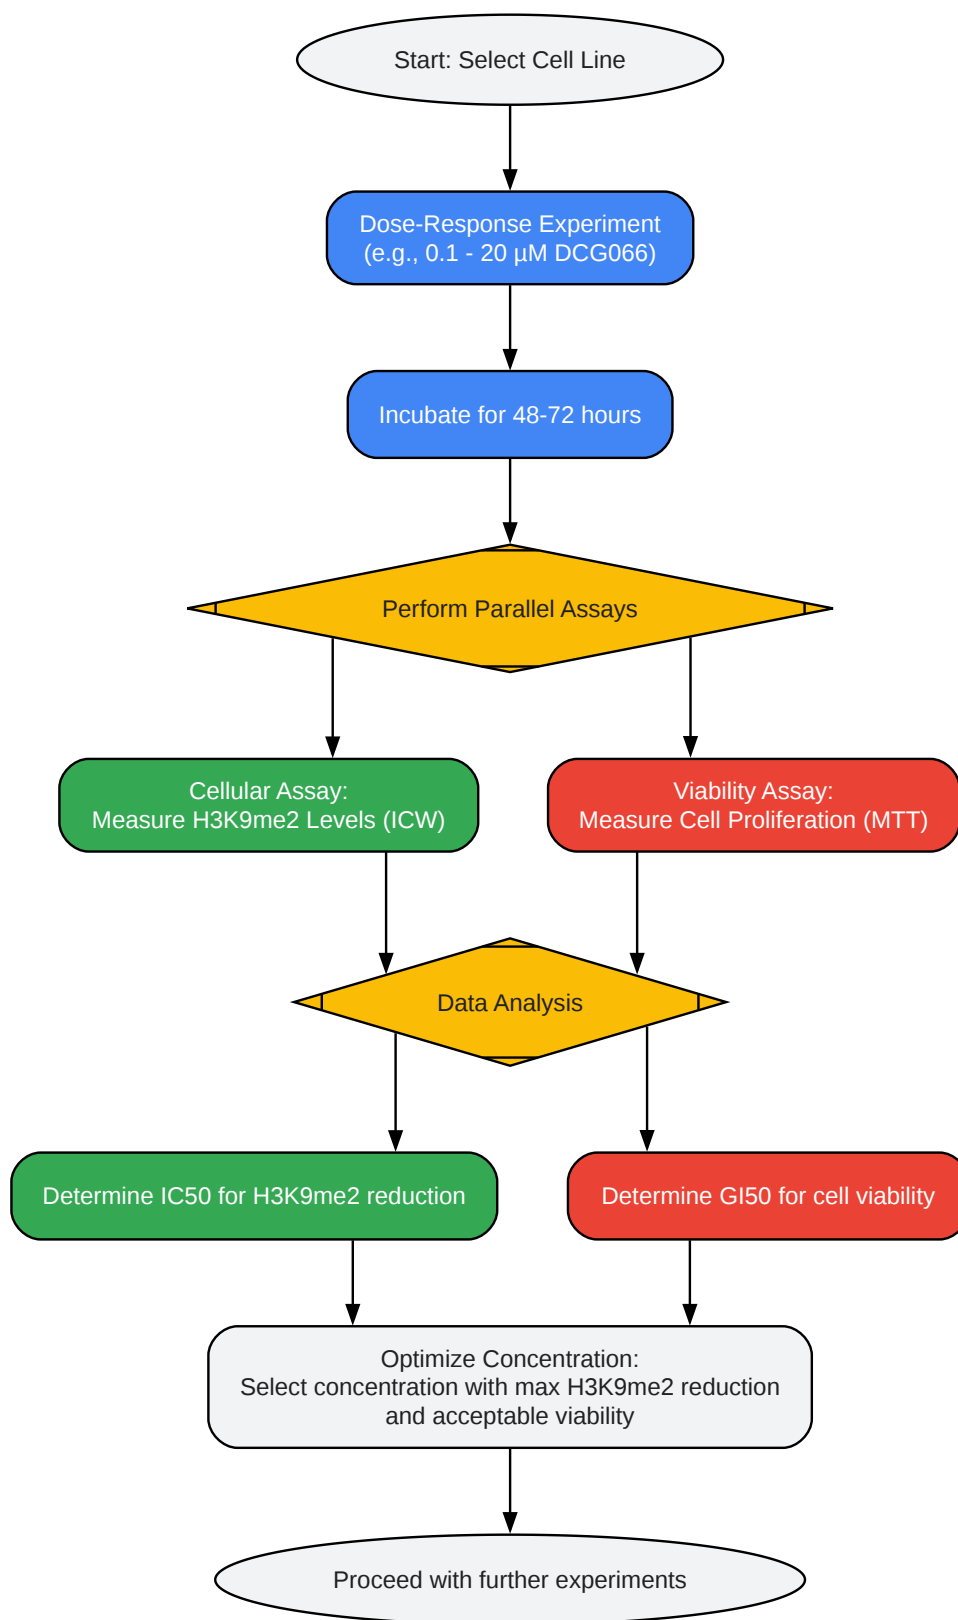 Start: Select Cell Line
Dose-Response Experiment
(e.g., 0.1 - 20 µM DCG066)
Incubate for 48-72 hours
Perform Parallel Assays
Cellular Assay:
Measure H3K9me2 Levels (ICW)
Viability Assay:
Measure Cell Proliferation (MTT)
Data Analysis
Determine IC50 for H3K9me2 reduction
Determine GI50 for cell viability
Optimize Concentration:
Select concentration with max H3K9me2 reduction
and acceptable viability
Proceed with further experiments